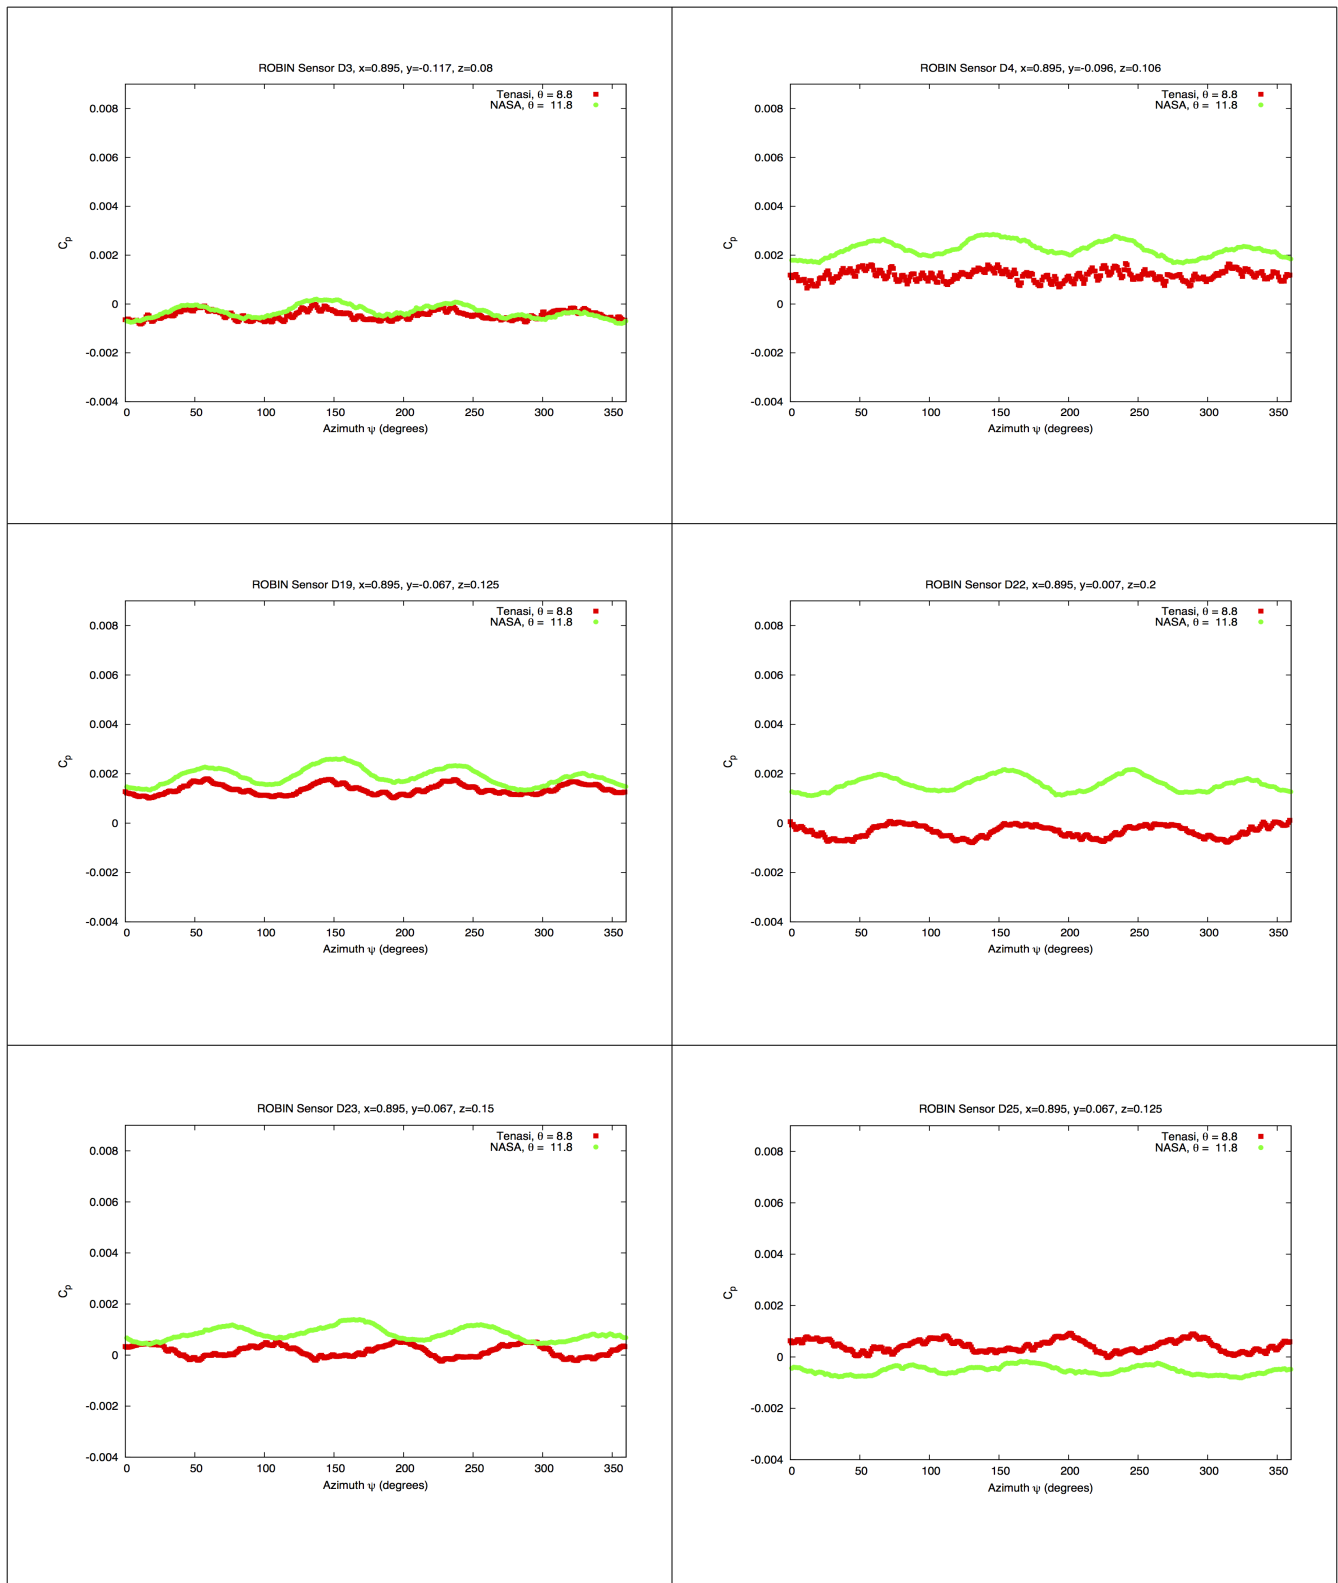 ROBIN Sensor D3, x=0.895, y=-0.117, z=0.08
Tenasi, θ = 8.8
NASA, θ = 11.8
0.008
0.006
0.004
0.002
0
-0.002
-0.004
Cp
0 50 100 150 200 250 300 350
Azimuth ψ (degrees)
ROBIN Sensor D4, x=0.895, y=-0.096, z=0.106
Tenasi, θ = 8.8
NASA, θ = 11.8
0.008
0.006
0.004
0.002
0
-0.002
-0.004
Cp
0 50 100 150 200 250 300 350
Azimuth ψ (degrees)
ROBIN Sensor D19, x=0.895, y=-0.067, z=0.125
Tenasi, θ = 8.8
NASA, θ = 11.8
0.008
0.006
0.004
0.002
0
-0.002
-0.004
Cp
0 50 100 150 200 250 300 350
Azimuth ψ (degrees)
ROBIN Sensor D22, x=0.895, y=0.007, z=0.2
Tenasi, θ = 8.8
NASA, θ = 11.8
0.008
0.006
0.004
0.002
0
-0.002
-0.004
Cp
0 50 100 150 200 250 300 350
Azimuth ψ (degrees)
ROBIN Sensor D23, x=0.895, y=0.067, z=0.15
Tenasi, θ = 8.8
NASA, θ = 11.8
0.008
0.006
0.004
0.002
0
-0.002
-0.004
Cp
0 50 100 150 200 250 300 350
Azimuth ψ (degrees)
ROBIN Sensor D25, x=0.895, y=0.067, z=0.125
Tenasi, θ = 8.8
NASA, θ = 11.8
0.008
0.006
0.004
0.002
0
-0.002
-0.004
Cp
0 50 100 150 200 250 300 350
Azimuth ψ (degrees)